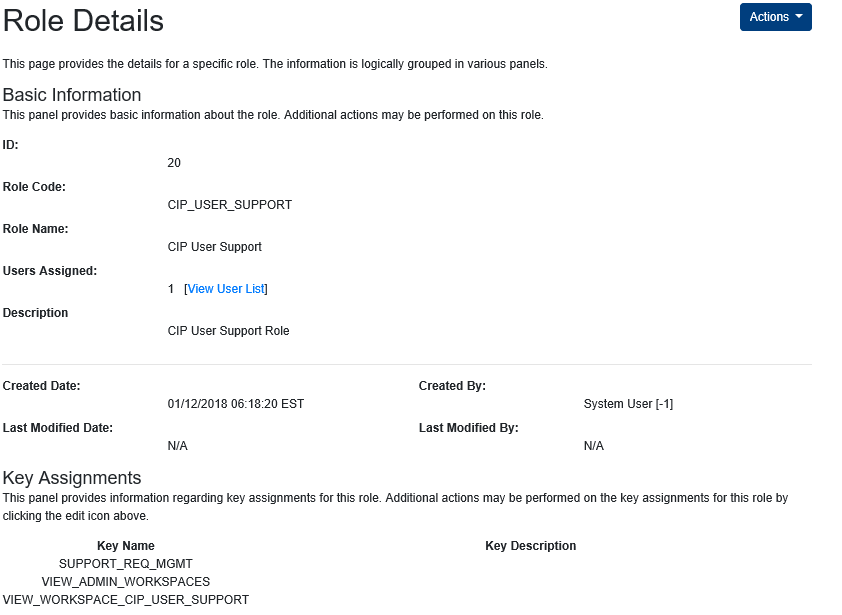 Role Details
Actions
This page provides the details for a specific role. The information is logically grouped in various panels.
Basic Information
This panel provides basic information about the role. Additional actions may be performed on this role.
ID:
20
Role Code:
CIP_USER_SUPPORT
Role Name:
CIP User Support
Users Assigned:
1 [View User List]
Description
CIP User Support Role
Created Date: Created By:
01/12/2018 06:18:20 EST System User [-1]
Last Modified Date: Last Modified By:
N/A N/A
Key Assignments
This panel provides information regarding key assignments for this role. Additional actions may be performed on the key assignments for this role by
clicking the edit icon above.
Key Name Key Description
SUPPORT_REQ_MGMT
VIEW_ADMIN_WORKSPACES
VIEW_WORKSPACE_CIP_USER_SUPPORT